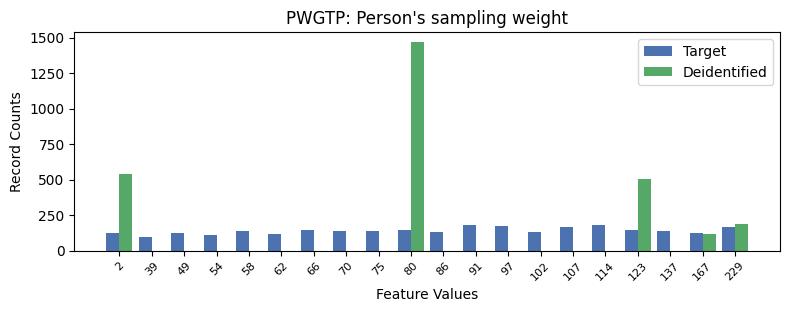 PWGTP: Person's sampling weight
Record Counts
1500
1250
1000
750
500
250
0
Target
Deidentified
2 39 49 54 58 62 66 70 75 80 86 91 97 102 107 114 123 137 167 229
Feature Values